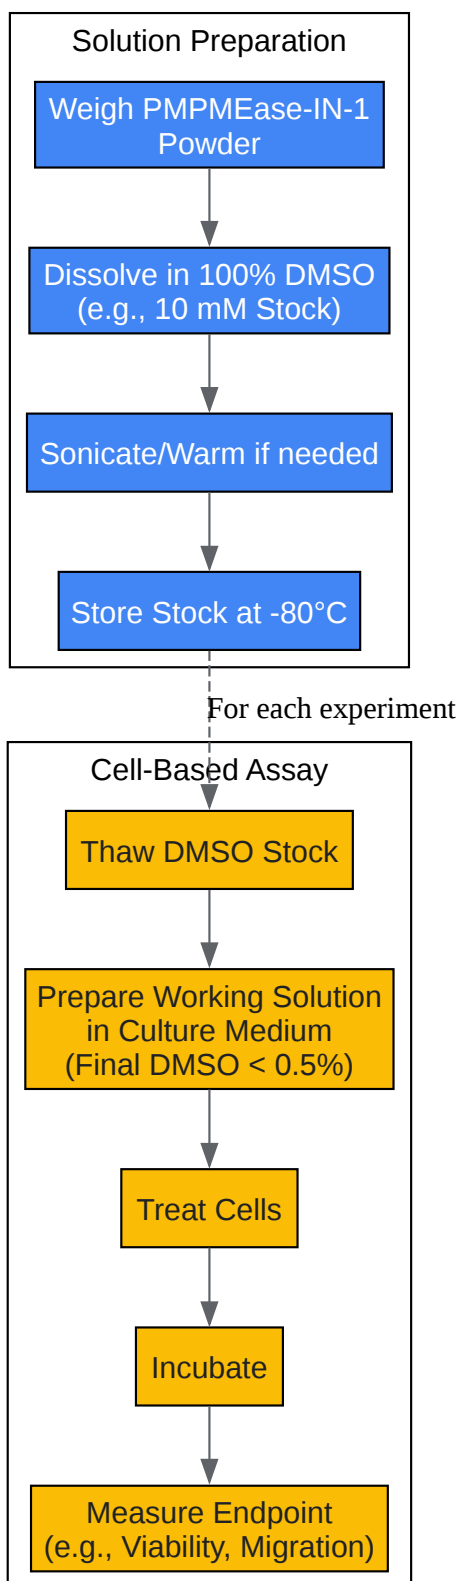 Solution Preparation
Weigh PMPMEase-IN-1
Powder
Dissolve in 100% DMSO
(e.g., 10 mM Stock)
Sonicate/Warm if needed
Store Stock at -80°C
For each experiment
Cell-Based Assay
Thaw DMSO Stock
Prepare Working Solution
in Culture Medium
(Final DMSO < 0.5%)
Treat Cells
Incubate
Measure Endpoint
(e.g., Viability, Migration)